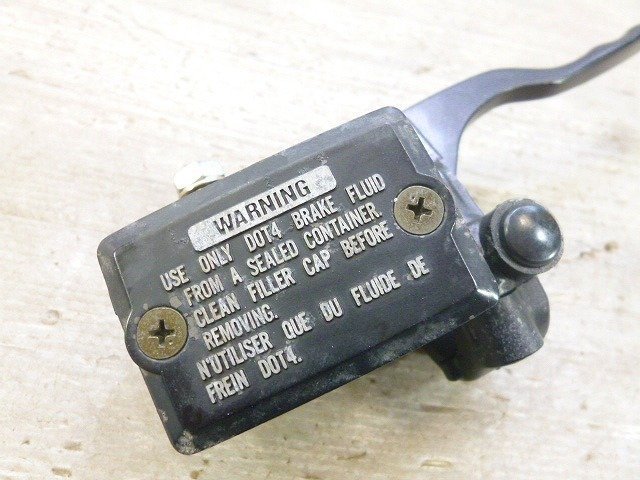 WARNING
USE ONLY DOT4 BRAKE FLUID
FROM A SEALED CONTAINER.
CLEAN FILLER CAP BEFORE
REMOVING.
N'UTILISER QUE DU FLUIDE DE
FREIN DOT4.